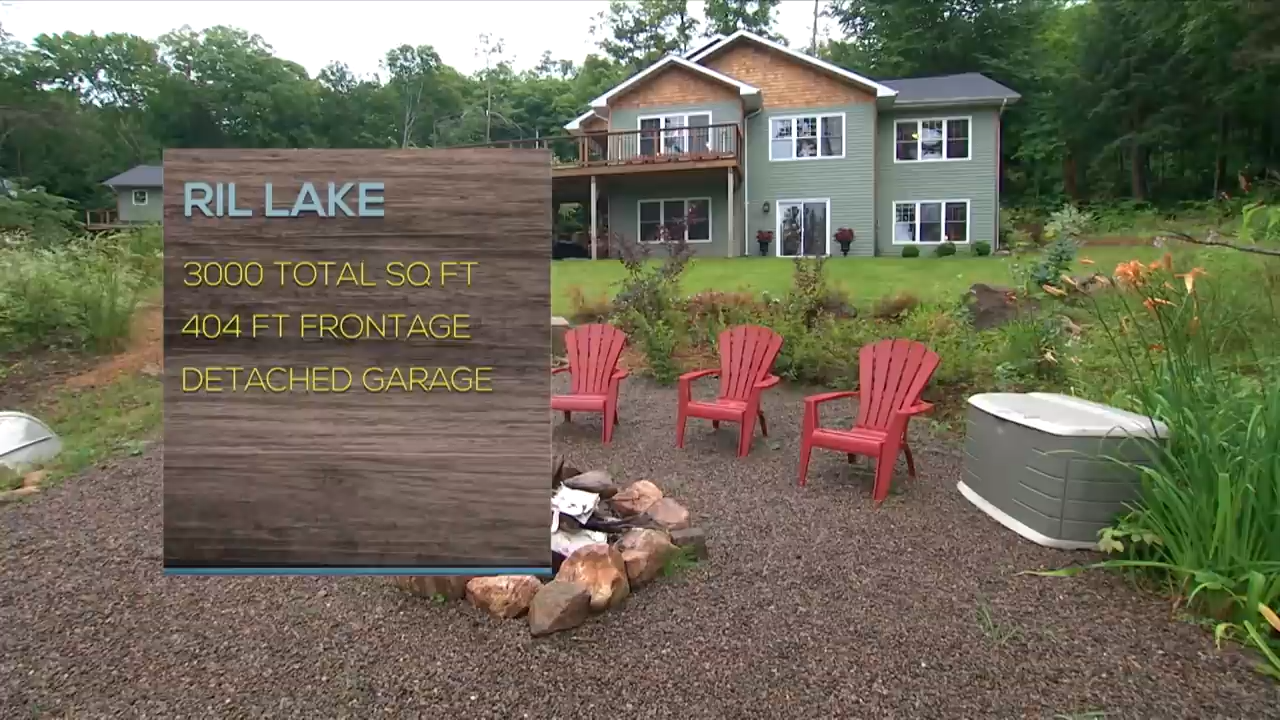 RIL LAKE
3000 TOTAL SQ FT
404 FT FRONTAGE
DETACHED GARAGE